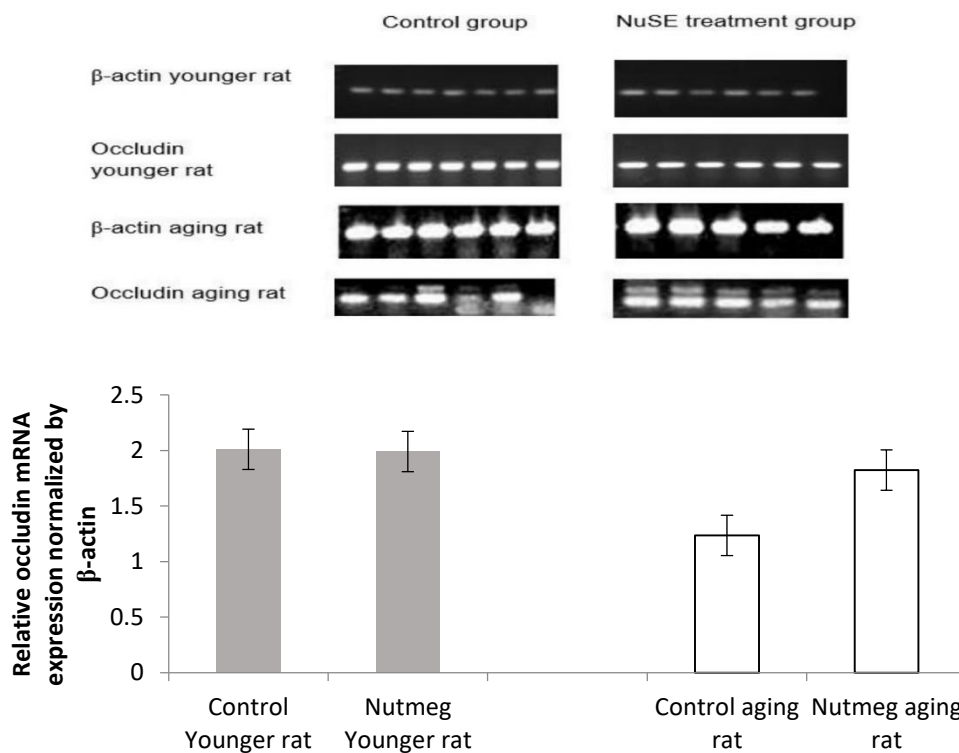 Control group
NuSE treatment group
β-actin younger rat
Occludin
younger rat
β-actin aging rat
Occludin aging rat
Relative occludin mRNA
expression normalized by
β-actin
2.5
2
1.5
1
0.5
0
Control
Younger rat
Nutmeg
Younger rat
Control aging
rat
Nutmeg aging
rat